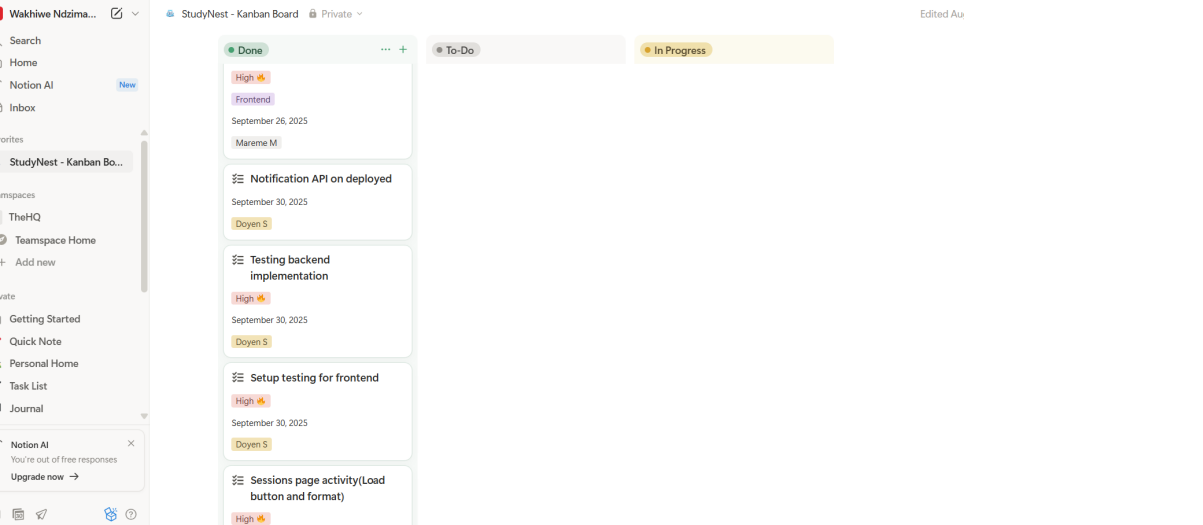 Wakhiwe Ndzima...
Search
Home
Notion AI New
Inbox
orites
StudyNest - Kanban Bo...
mspaces
TheHQ
Teamspace Home
Add new
vate
Getting Started
Quick Note
Personal Home
Task List
Journal
Notion AI
You're out of free responses
Upgrade now →
StudyNest - Kanban Board Private
Edited Au
Done
High
Frontend
September 26, 2025
Mareme M
Notification API on deployed
September 30, 2025
Doyen S
Testing backend
implementation
High
September 30, 2025
Doyen S
Setup testing for frontend
High
September 30, 2025
Doyen S
Sessions page activity(Load
button and format)
High
To-Do
In Progress